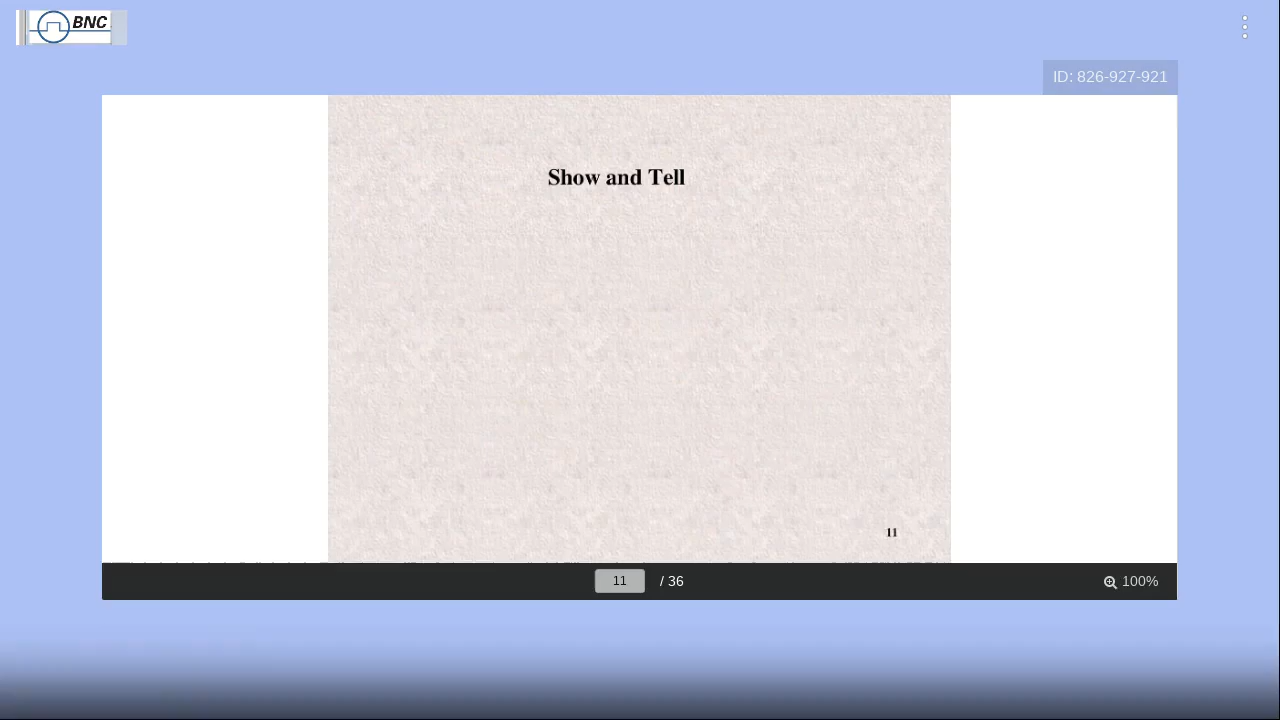 BNC
ID: 826-927-921
Show and Tell
11
11 / 36
100%